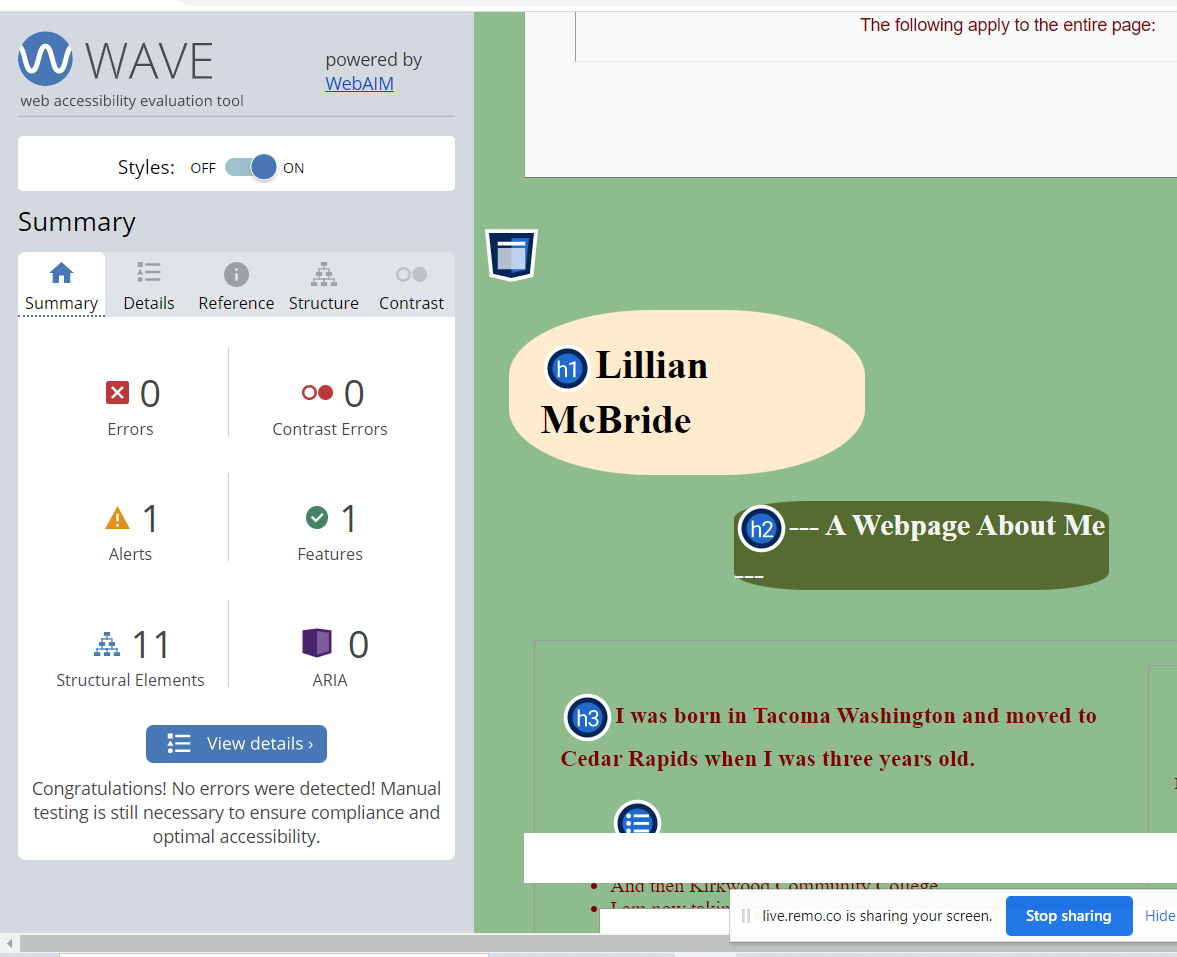 WAVE
web accessibility evaluation tool
powered by
WebAIM
Styles: OFF ON
Summary
Summary Details Reference Structure Contrast
0 0
Errors Contrast Errors
1 1
Alerts Features
11 0
Structural Elements ARIA
View details ›
Congratulations! No errors were detected! Manual
testing is still necessary to ensure compliance and
optimal accessibility.
The following apply to the entire page:
h1 Lillian
McBride
h2 --- A Webpage About Me
---
h3 I was born in Tacoma Washington and moved to
Cedar Rapids when I was three years old.
And then Kirkwood Community College
I am now
live.remo.co is sharing your screen. Stop sharing Hide